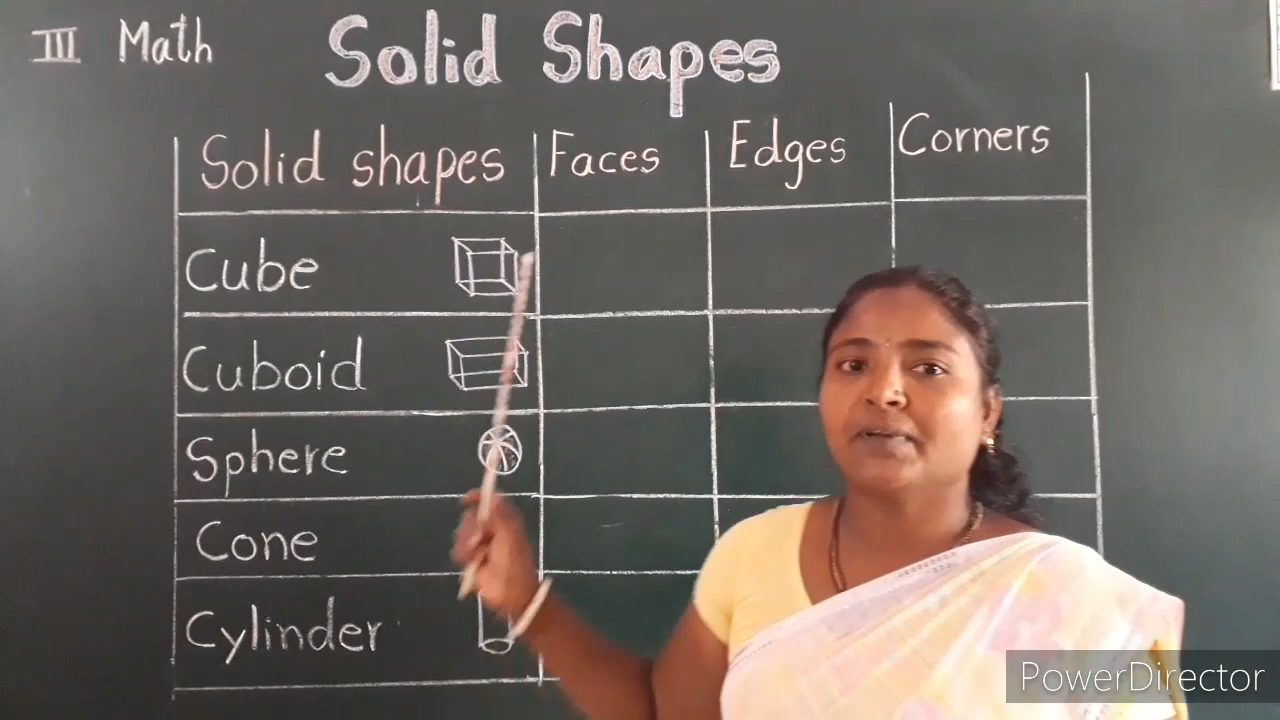 III Math
Solid Shapes
Solid shapes Faces Edges Corners
Cube
Cuboid
Sphere
Cone
Cylinder
PowerDirector